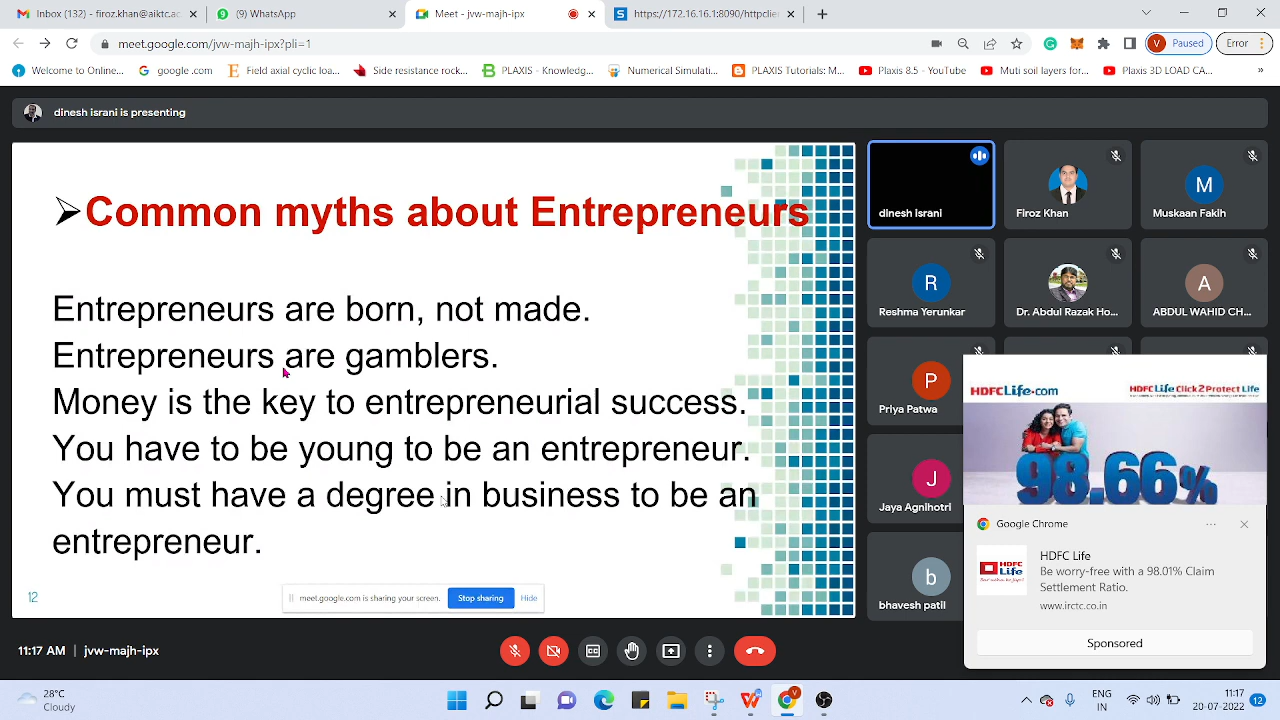 Inbox (132) - firoz.khan@aiktc.ac
(9) WhatsApp
Meet - jvw-majh-ipx
https://172.16.16.1:8090/httpclie
meet.google.com/jvw-majh-ipx?pli=1
V Paused
Error
Welcome to Online...
google.com
Field axle,cyclic loa...
Side resistance roc...
PLAXIS - Knowledg...
Numerical Simulati...
PLAXIS Tutorials: M...
Plaxis 8.5 - YouTube
Muti soil layers for...
Plaxis 3D LOAD CA...
»
dinesh israni is presenting
➢Common myths about Entrepreneurs
Entrepreneurs are born, not made.
Entrepreneurs are gamblers.
Money is the key to entrepreneurial success.
You have to be young to be an entrepreneur.
You must have a degree in business to be an
entrepreneur.
12
meet.google.com is sharing your screen.
Stop sharing
Hide
dinesh israni
Firoz Khan
M
Muskaan Fakih
R
Reshma Yerunkar
Dr. Abdul Razak Ho...
A
ABDUL WAHID CH...
P
Priya Patwa
J
Jaya Agnihotri
b
bhavesh patil
HDFCLife.com
HDFC Life Click2Protect Life
98.66%
Google Chrome
HDFC Life
HDFC Life
Be worry-free with a 98.01% Claim
Settlement Ratio.
www.irctc.co.in
Sponsored
11:17 AM | jvw-majh-ipx
28°C
Cloudy
ENG
IN
11:17
20-07-2022
12